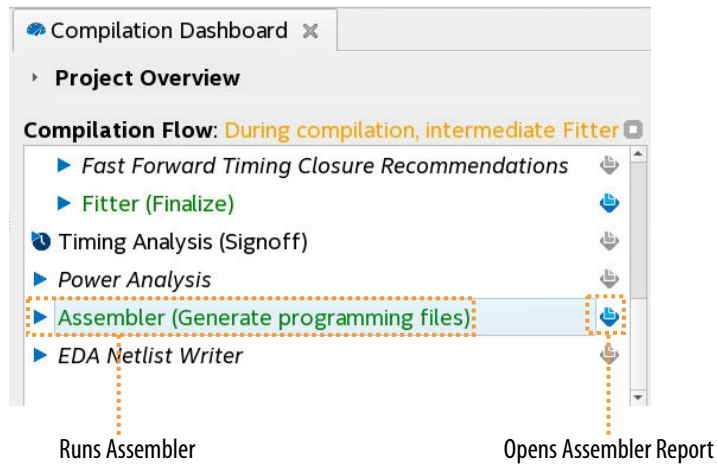 Compilation Dashboard
Project Overview
Compilation Flow: During compilation, intermediate Fitter
Fast Forward Timing Closure Recommendations
Fitter (Finalize)
Timing Analysis (Signoff)
Power Analysis
Assembler (Generate programming files)
EDA Netlist Writer
Runs Assembler Opens Assembler Report